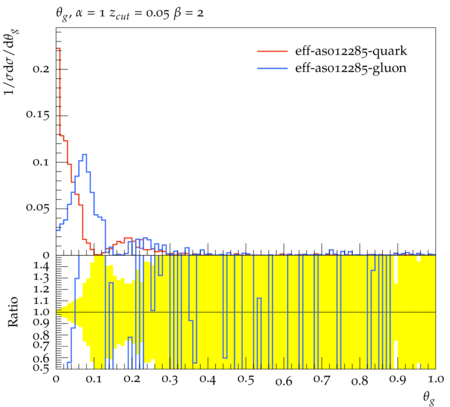 θg, α = 1 zcut = 0.05 β = 2
1/σdσ/dθg
eff-as012285-quark
eff-as012285-gluon
0.2
0.15
0.1
0.05
0
Ratio
1.4
1.3
1.2
1.1
1.0
0.9
0.8
0.7
0.6
0.5
0 0.1 0.2 0.3 0.4 0.5 0.6 0.7 0.8 0.9 1.0
θg